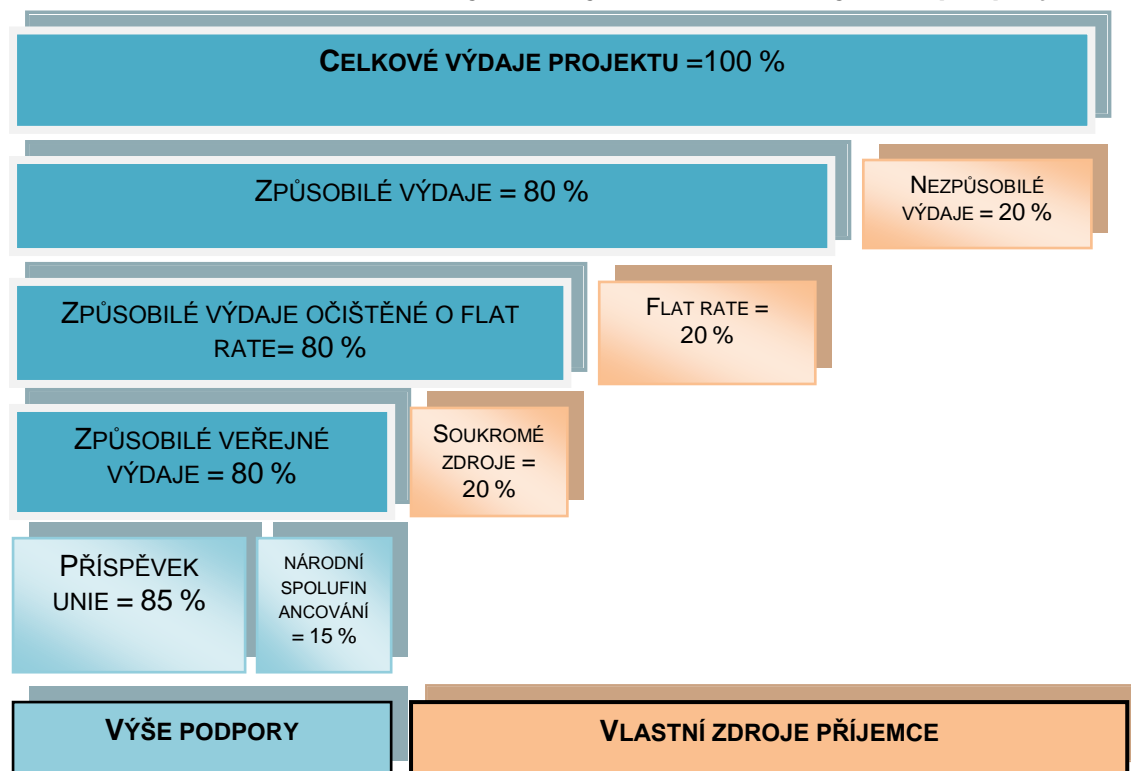 CELKOVÉ VÝDAJE PROJEKTU =100 %
ZPŮSOBILÉ VÝDAJE = 80 %
NEZPŮSOBILÉ
VÝDAJE = 20 %
ZPŮSOBILÉ VÝDAJE OČIŠTĚNÉ O FLAT
RATE= 80 %
FLAT RATE =
20 %
ZPŮSOBILÉ VEŘEJNÉ
VÝDAJE = 80 %
SOUKROMÉ
ZDROJE =
20 %
PŘÍSPĚVEK
UNIE = 85 %
NÁRODNÍ
SPOLUFIN
ANCOVÁNÍ
= 15 %
VÝŠE PODPORY
VLASTNÍ ZDROJE PŘÍJEMCE